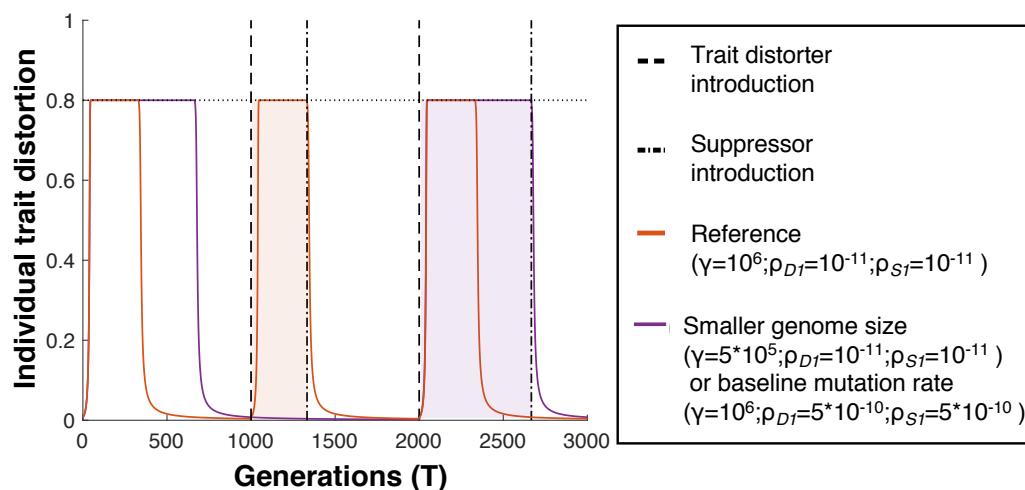 1
0.8
0.6
0.4
0.2
0
Individual trait distortion
0 500 1000 1500 2000 2500 3000
Generations (T)
Trait distorter
introduction
Suppressor
introduction
Reference
(γ=10⁶;ρD1=10⁻¹¹;ρS1=10⁻¹¹ )
Smaller genome size
(γ=5*10⁵;ρD1=10⁻¹¹;ρS1=10⁻¹¹ )
or baseline mutation rate
(γ=10⁶;ρD1=5*10⁻¹⁰;ρS1=5*10⁻¹⁰ )